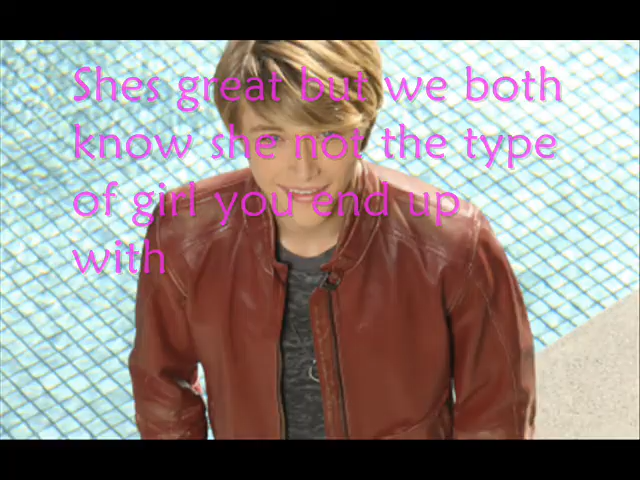 Shes great but we both
know she not the type
of girl you end up
with